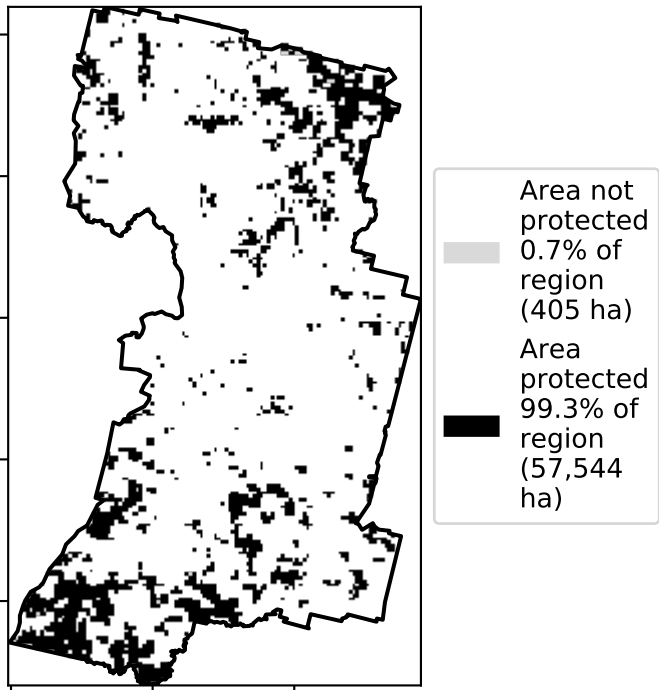 Area not
protected
0.7% of
region
(405 ha)
Area
protected
99.3% of
region
(57,544
ha)